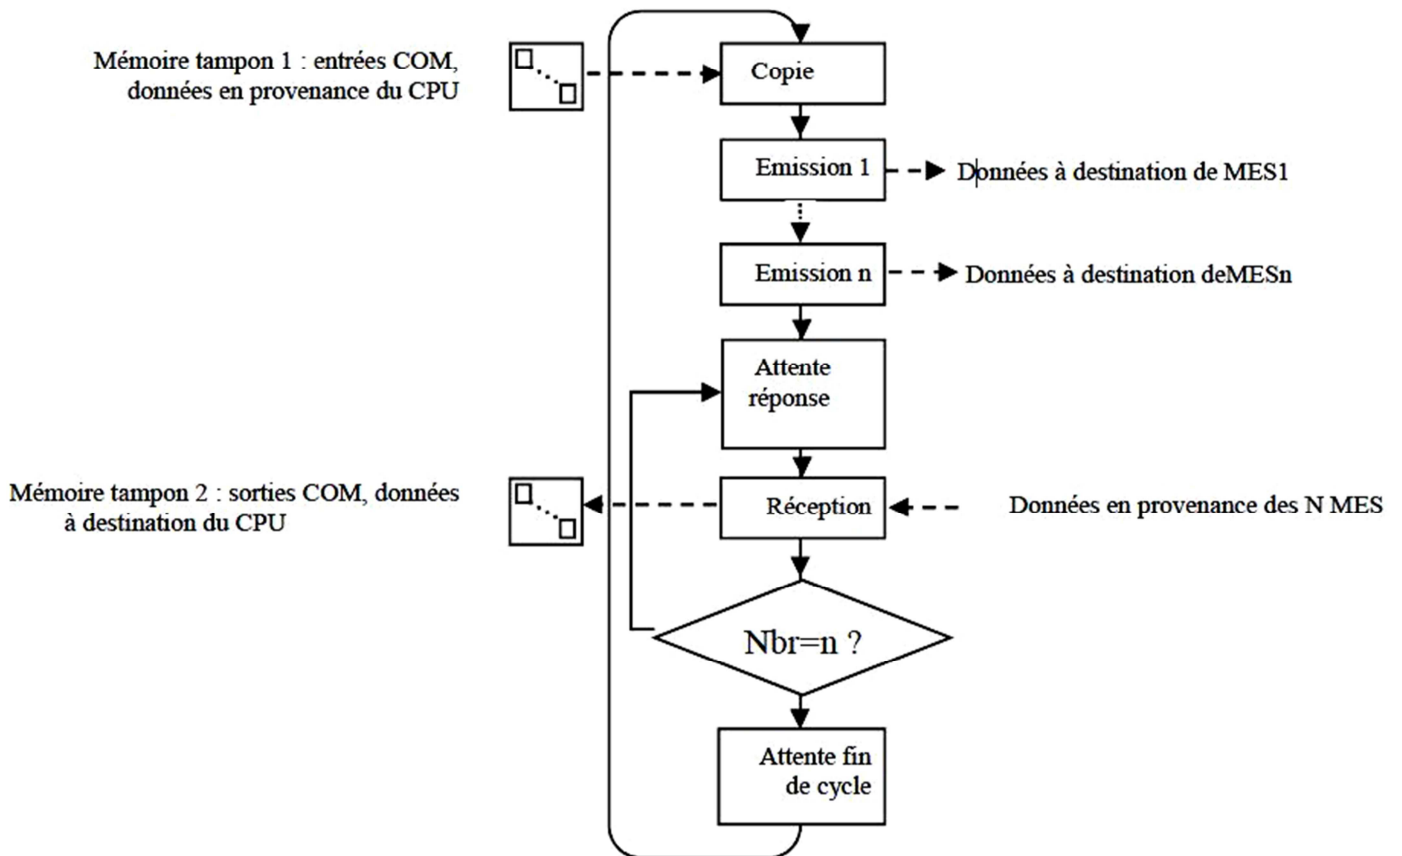 Mémoire tampon 1 : entrées COM,
données en provenance du CPU
Copie
Emission 1
Données à destination de MES1
Emission n
Données à destination deMESn
Attente
réponse
Mémoire tampon 2 : sorties COM, données
à destination du CPU
Réception
Données en provenance des N MES
Nbr=n ?
Attente fin
de cycle